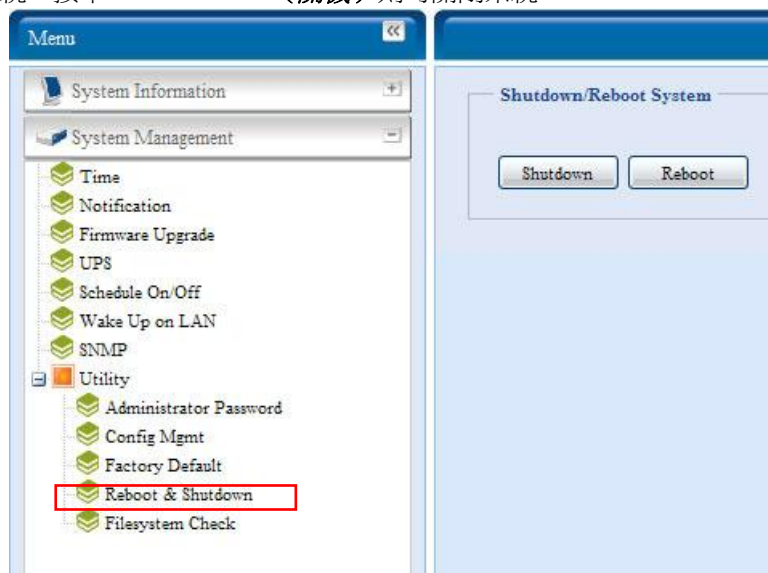 Menu
System Information
System Management
Time
Notification
Firmware Upgrade
UPS
Schedule On/Off
Wake Up on LAN
SNMP
Utility
Administrator Password
Config Mgmt
Factory Default
Reboot & Shutdown
Filesystem Check
Shutdown/Reboot System
Shutdown Reboot